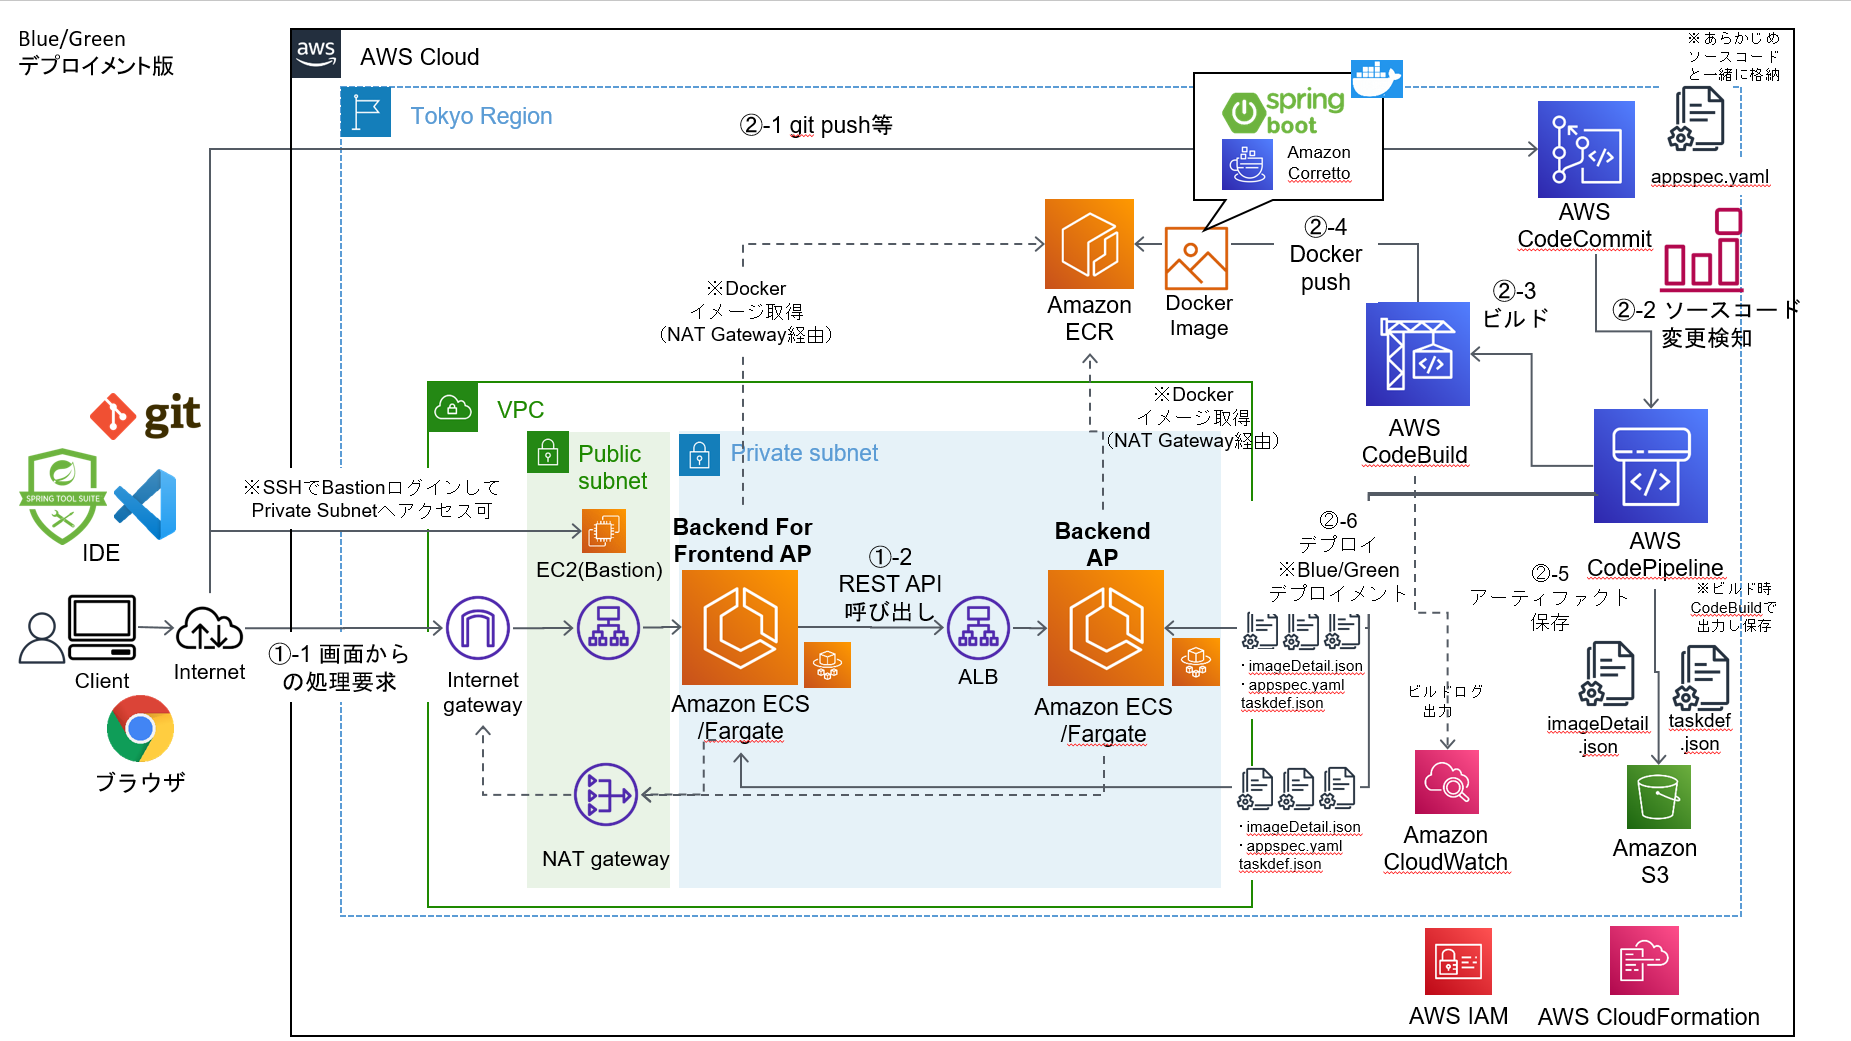 Blue/Green
デプロイメント版
aws
AWS Cloud
※あらかじめ
ソースコード
と一緒に格納
Tokyo Region
②-1 git push等
spring
boot
Amazon
Corretto
appspec.yaml
AWS
CodeCommit
②-4
Docker
push
Amazon
ECR
Docker
Image
②-3
ビルド
②-2 ソースコード
変更検知
※Docker
イメージ取得
(NAT Gateway経由)
git
SPRING TOOL SUITE
IDE
VPC
※Docker
イメージ取得
(NAT Gateway経由)
AWS
CodeBuild
Public
subnet
Private subnet
※SSHでBastionログインして
Private Subnetへアクセス可
EC2(Bastion)
Backend For
Frontend AP
①-2
REST API
呼び出し
Backend
AP
②-6
デプロイ
※Blue/Green
デプロイメント
AWS
CodePipeline
②-5
アーティファクト
保存
※ビルド時
CodeBuildで
出力し保存
Client
Internet
①-1 画面から
の処理要求
Internet
gateway
ALB
Amazon ECS
/Fargate
Amazon ECS
/Fargate
・imageDetail.json
・appspec.yaml
taskdef.json
ビルドログ
出力
imageDetail
.json
taskdef
.json
ブラウザ
NAT gateway
・imageDetail.json
・appspec.yaml
taskdef.json
Amazon
CloudWatch
Amazon
S3
AWS IAM
AWS CloudFormation